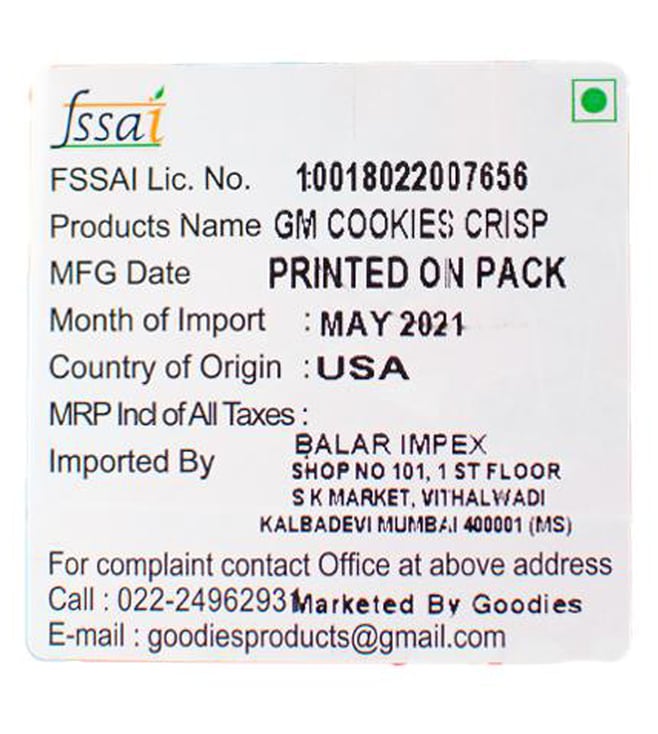 fssai
FSSAI Lic. No. 10018022007656
Products Name GM COOKIES CRISP
MFG Date PRINTED ON PACK
Month of Import : MAY 2021
Country of Origin : USA
MRP Incl of All Taxes :
Imported By BALAR IMPEX
SHOP NO 101, 1 ST FLOOR
S K MARKET, VITHALWADI
KALBADEVI MUMBAI 400001 (MS)
For complaint contact Office at above address
Call : 022-24962931 Marketed By Goodies
E-mail : goodiesproducts@gmail.com